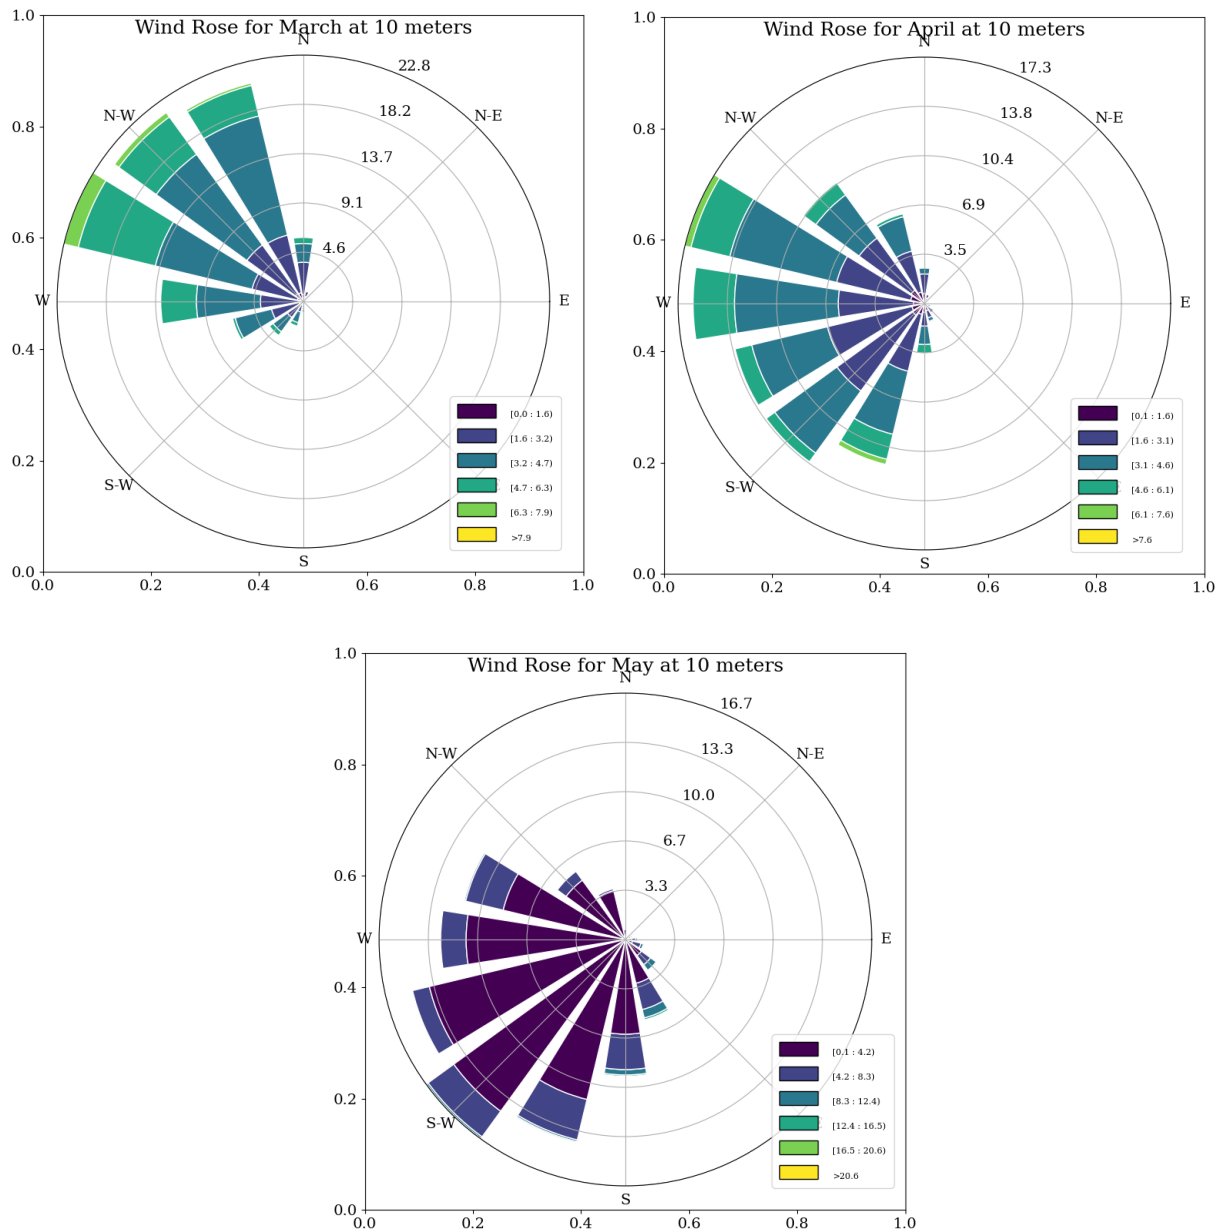 Wind Rose for March at 10 meters
1.0
0.8
0.6
0.4
0.2
0.0
0.0 0.2 0.4 0.6 0.8 1.0
N
N-E
E
S
S-W
W
N-W
22.8
18.2
13.7
9.1
4.6
[0.0 : 1.6)
[1.6 : 3.2)
[3.2 : 4.7)
[4.7 : 6.3)
[6.3 : 7.9)
>7.9
Wind Rose for April at 10 meters
1.0
0.8
0.6
0.4
0.2
0.0
0.0 0.2 0.4 0.6 0.8 1.0
N
N-E
E
S
S-W
W
N-W
17.3
13.8
10.4
6.9
3.5
[0.1 : 1.6)
[1.6 : 3.1)
[3.1 : 4.6)
[4.6 : 6.1)
[6.1 : 7.6)
>7.6
Wind Rose for May at 10 meters
1.0
0.8
0.6
0.4
0.2
0.0
0.0 0.2 0.4 0.6 0.8 1.0
N
N-E
E
S
S-W
W
N-W
16.7
13.3
10.0
6.7
3.3
[0.1 : 4.2)
[4.2 : 8.3)
[8.3 : 12.4)
[12.4 : 16.5)
[16.5 : 20.6)
>20.6